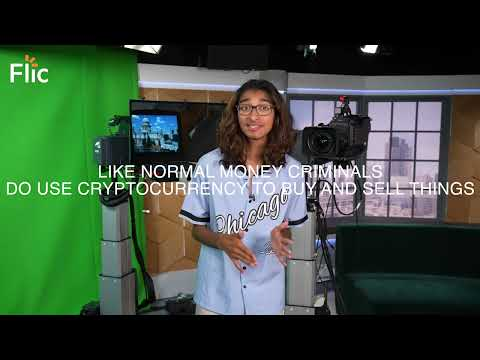 Flic
LIKE NORMAL MONEY CRIMINALS
DO USE CRYPTOCURRENCY TO BUY AND SELL THINGS
Chicago